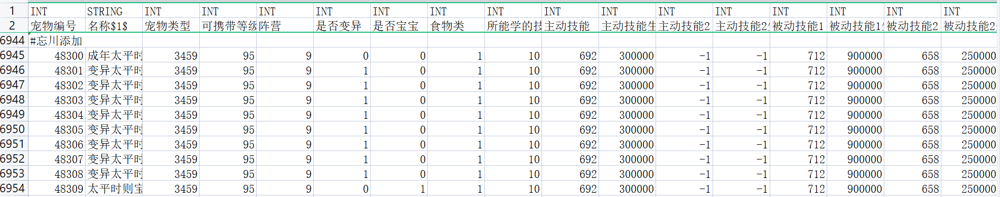 1 INT STRING INT INT INT INT INT INT INT INT INT INT INT INT INT INT INT
2 宠物编号 名称$1$ 宠物类型 可携带等级 阵营 是否变异 是否宝宝 食物类 所能学的技 主动技能 主动技能生 主动技能2 主动技能2 被动技能1 被动技能1 被动技能2 被动技能2
6944 #忘川添加
6945 48300 成年太平时 3459 95 9 0 0 1 10 692 300000 -1 -1 712 900000 658 250000
6946 48301 变异太平时 3459 95 9 1 0 1 10 692 300000 -1 -1 712 900000 658 250000
6947 48302 变异太平时 3459 95 9 1 0 1 10 692 300000 -1 -1 712 900000 658 250000
6948 48303 变异太平时 3459 95 9 1 0 1 10 692 300000 -1 -1 712 900000 658 250000
6949 48304 变异太平时 3459 95 9 1 0 1 10 692 300000 -1 -1 712 900000 658 250000
6950 48305 变异太平时 3459 95 9 1 0 1 10 692 300000 -1 -1 712 900000 658 250000
6951 48306 变异太平时 3459 95 9 1 0 1 10 692 300000 -1 -1 712 900000 658 250000
6952 48307 变异太平时 3459 95 9 1 0 1 10 692 300000 -1 -1 712 900000 658 250000
6953 48308 变异太平时 3459 95 9 1 0 1 10 692 300000 -1 -1 712 900000 658 250000
6954 48309 太平时则宝 3459 95 9 0 1 1 10 692 300000 -1 -1 712 900000 658 250000